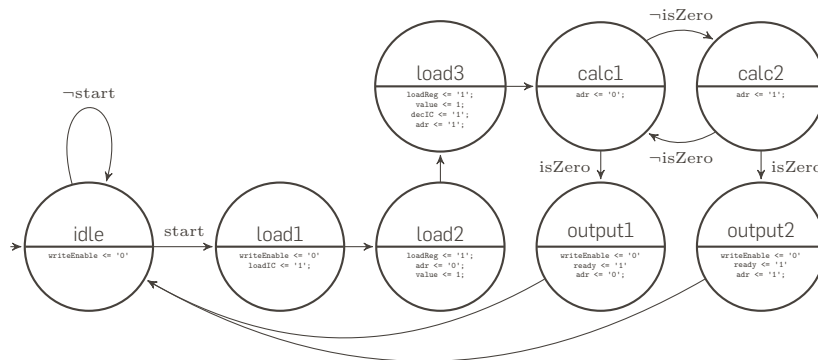 load3
loadReg <= '1';
value <= 1;
decIC <= '1';
adr <= '1';
calc1
adr <= '0';
¬isZero
calc2
adr <= '1';
¬isZero
¬start
isZero
isZero
idle
writeEnable <= '0'
start
load1
writeEnable <= '0'
loadIC <= '1';
load2
loadReg <= '1';
adr <= '0';
value <= 1;
output1
writeEnable <= '0'
ready <= '1'
adr <= '0';
output2
writeEnable <= '0'
ready <= '1'
adr <= '1';